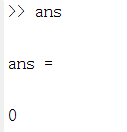 >> ans
ans =
0